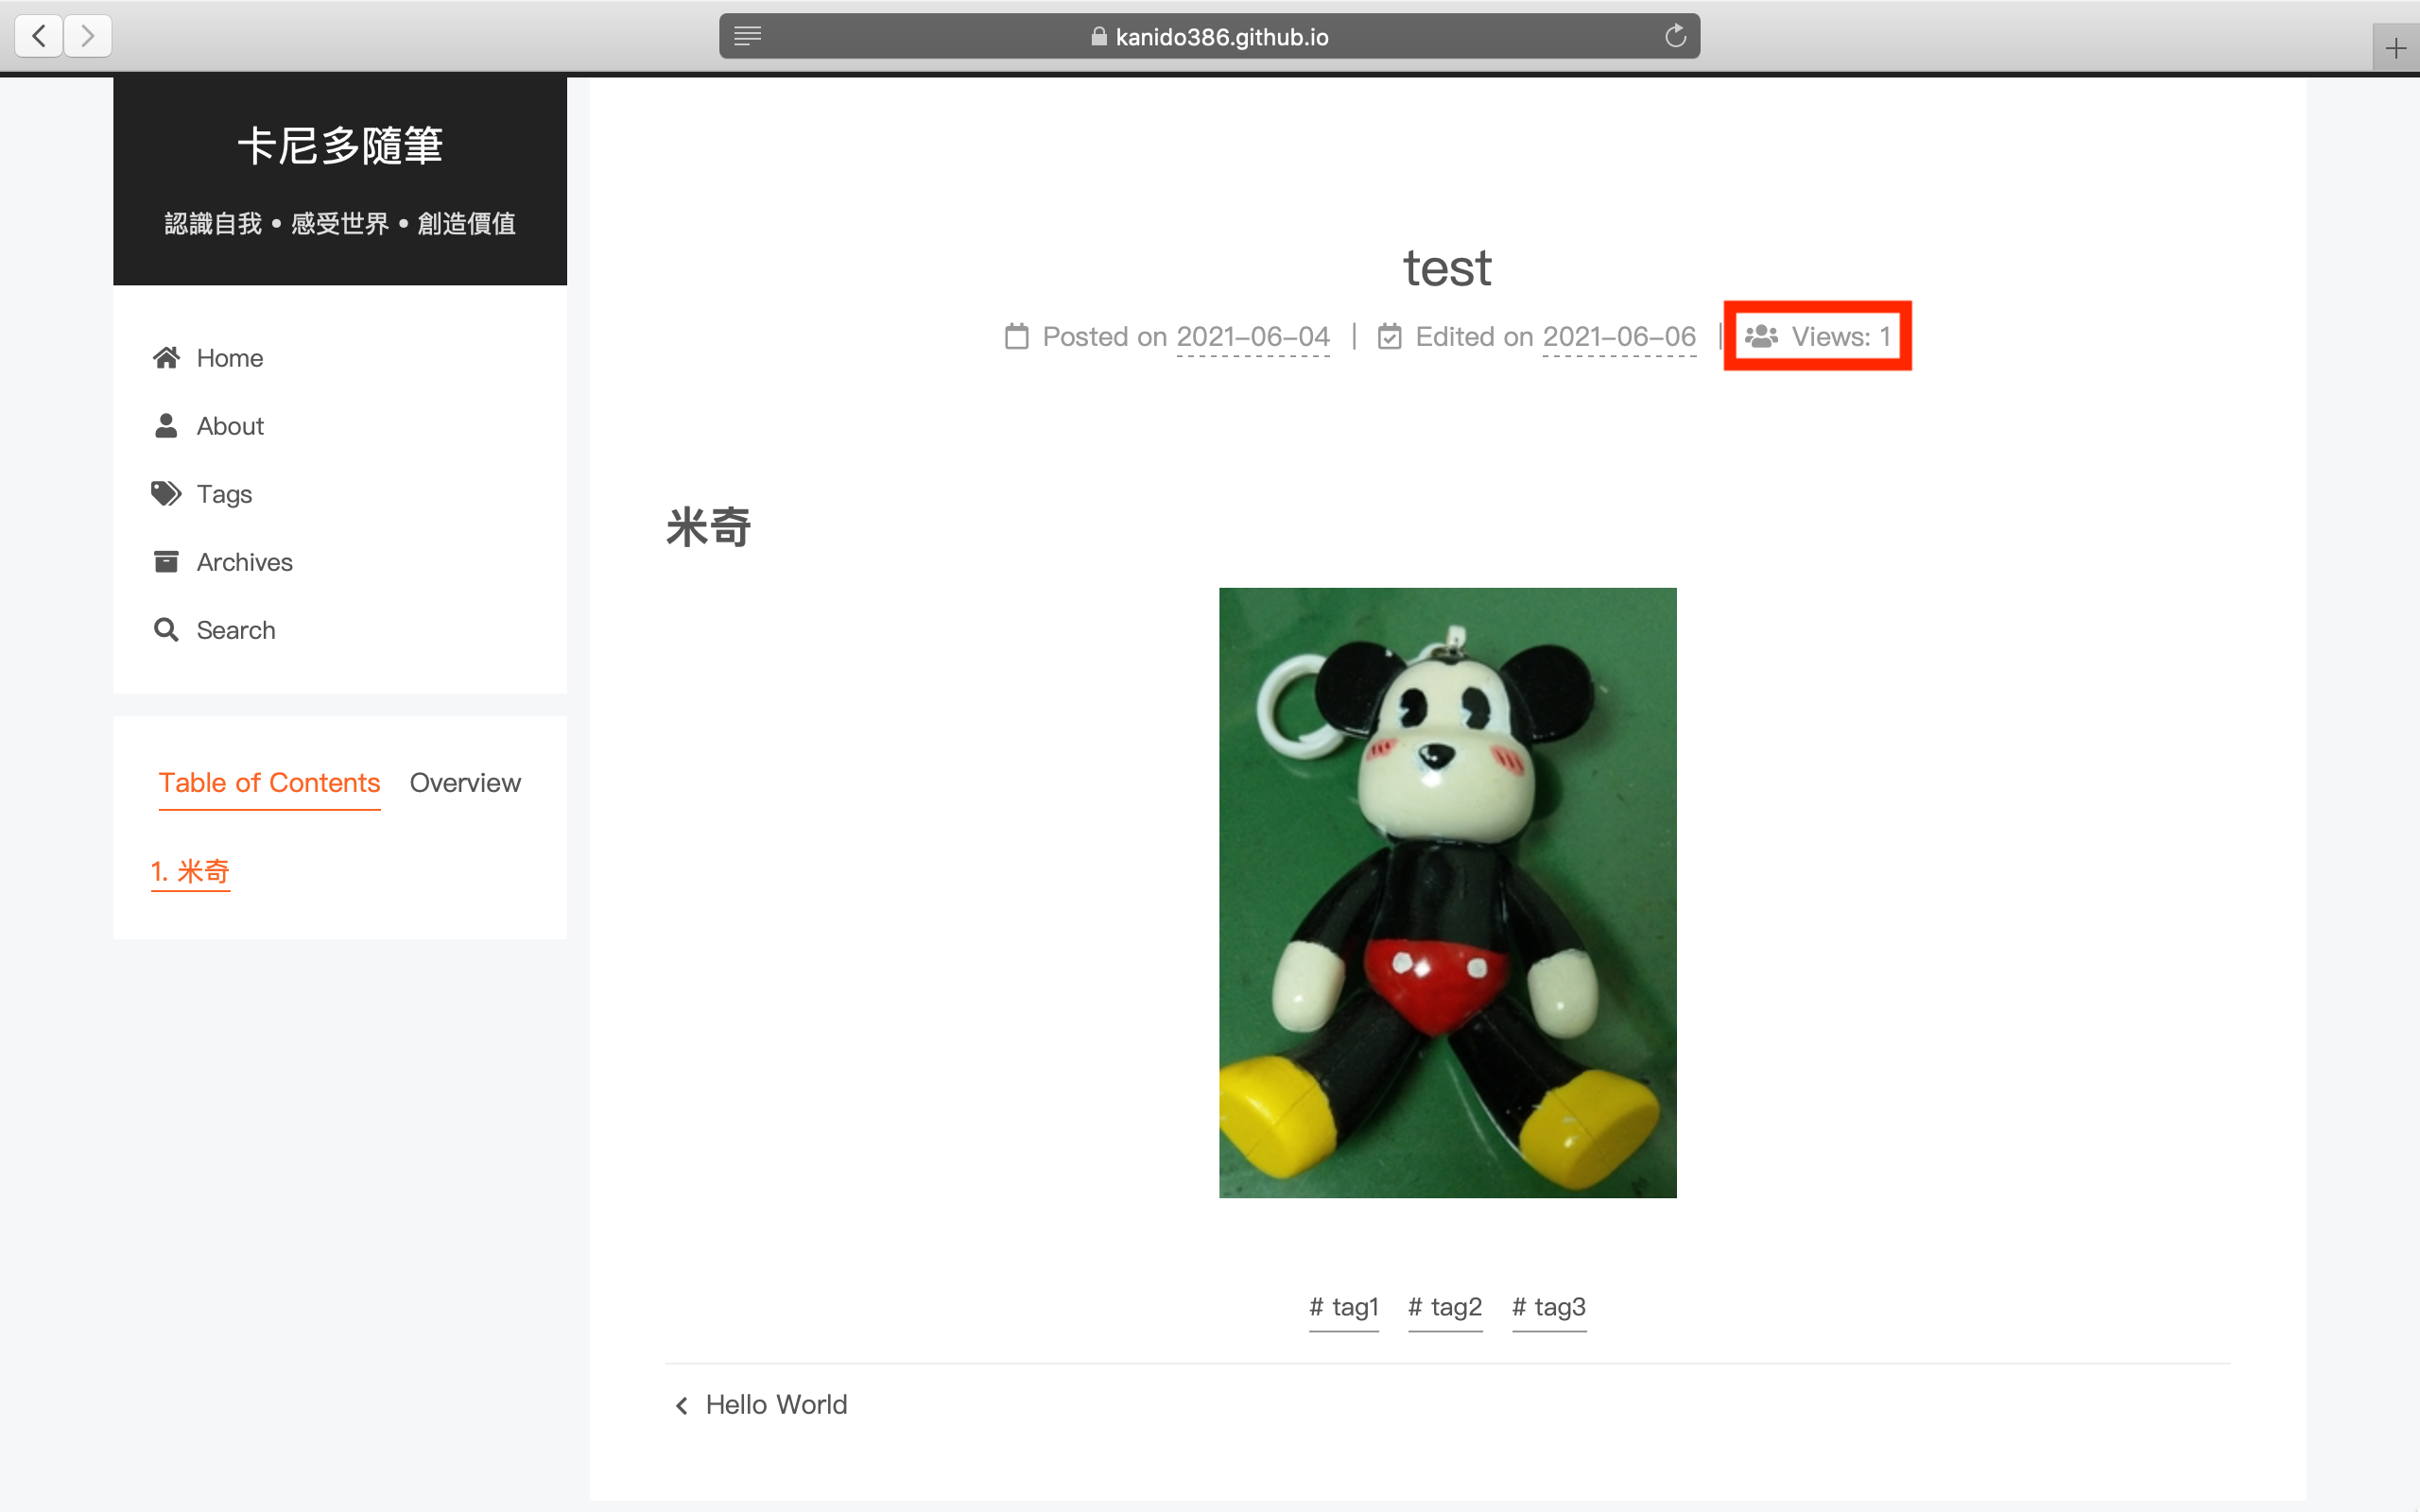 kanido386.github.io
卡尼多隨筆
認識自我 • 感受世界 • 創造價值
Home
About
Tags
Archives
Search
Table of Contents Overview
1. 米奇
test
Posted on 2021-06-04 | Edited on 2021-06-06 | Views: 1
米奇
# tag1 # tag2 # tag3
Hello World